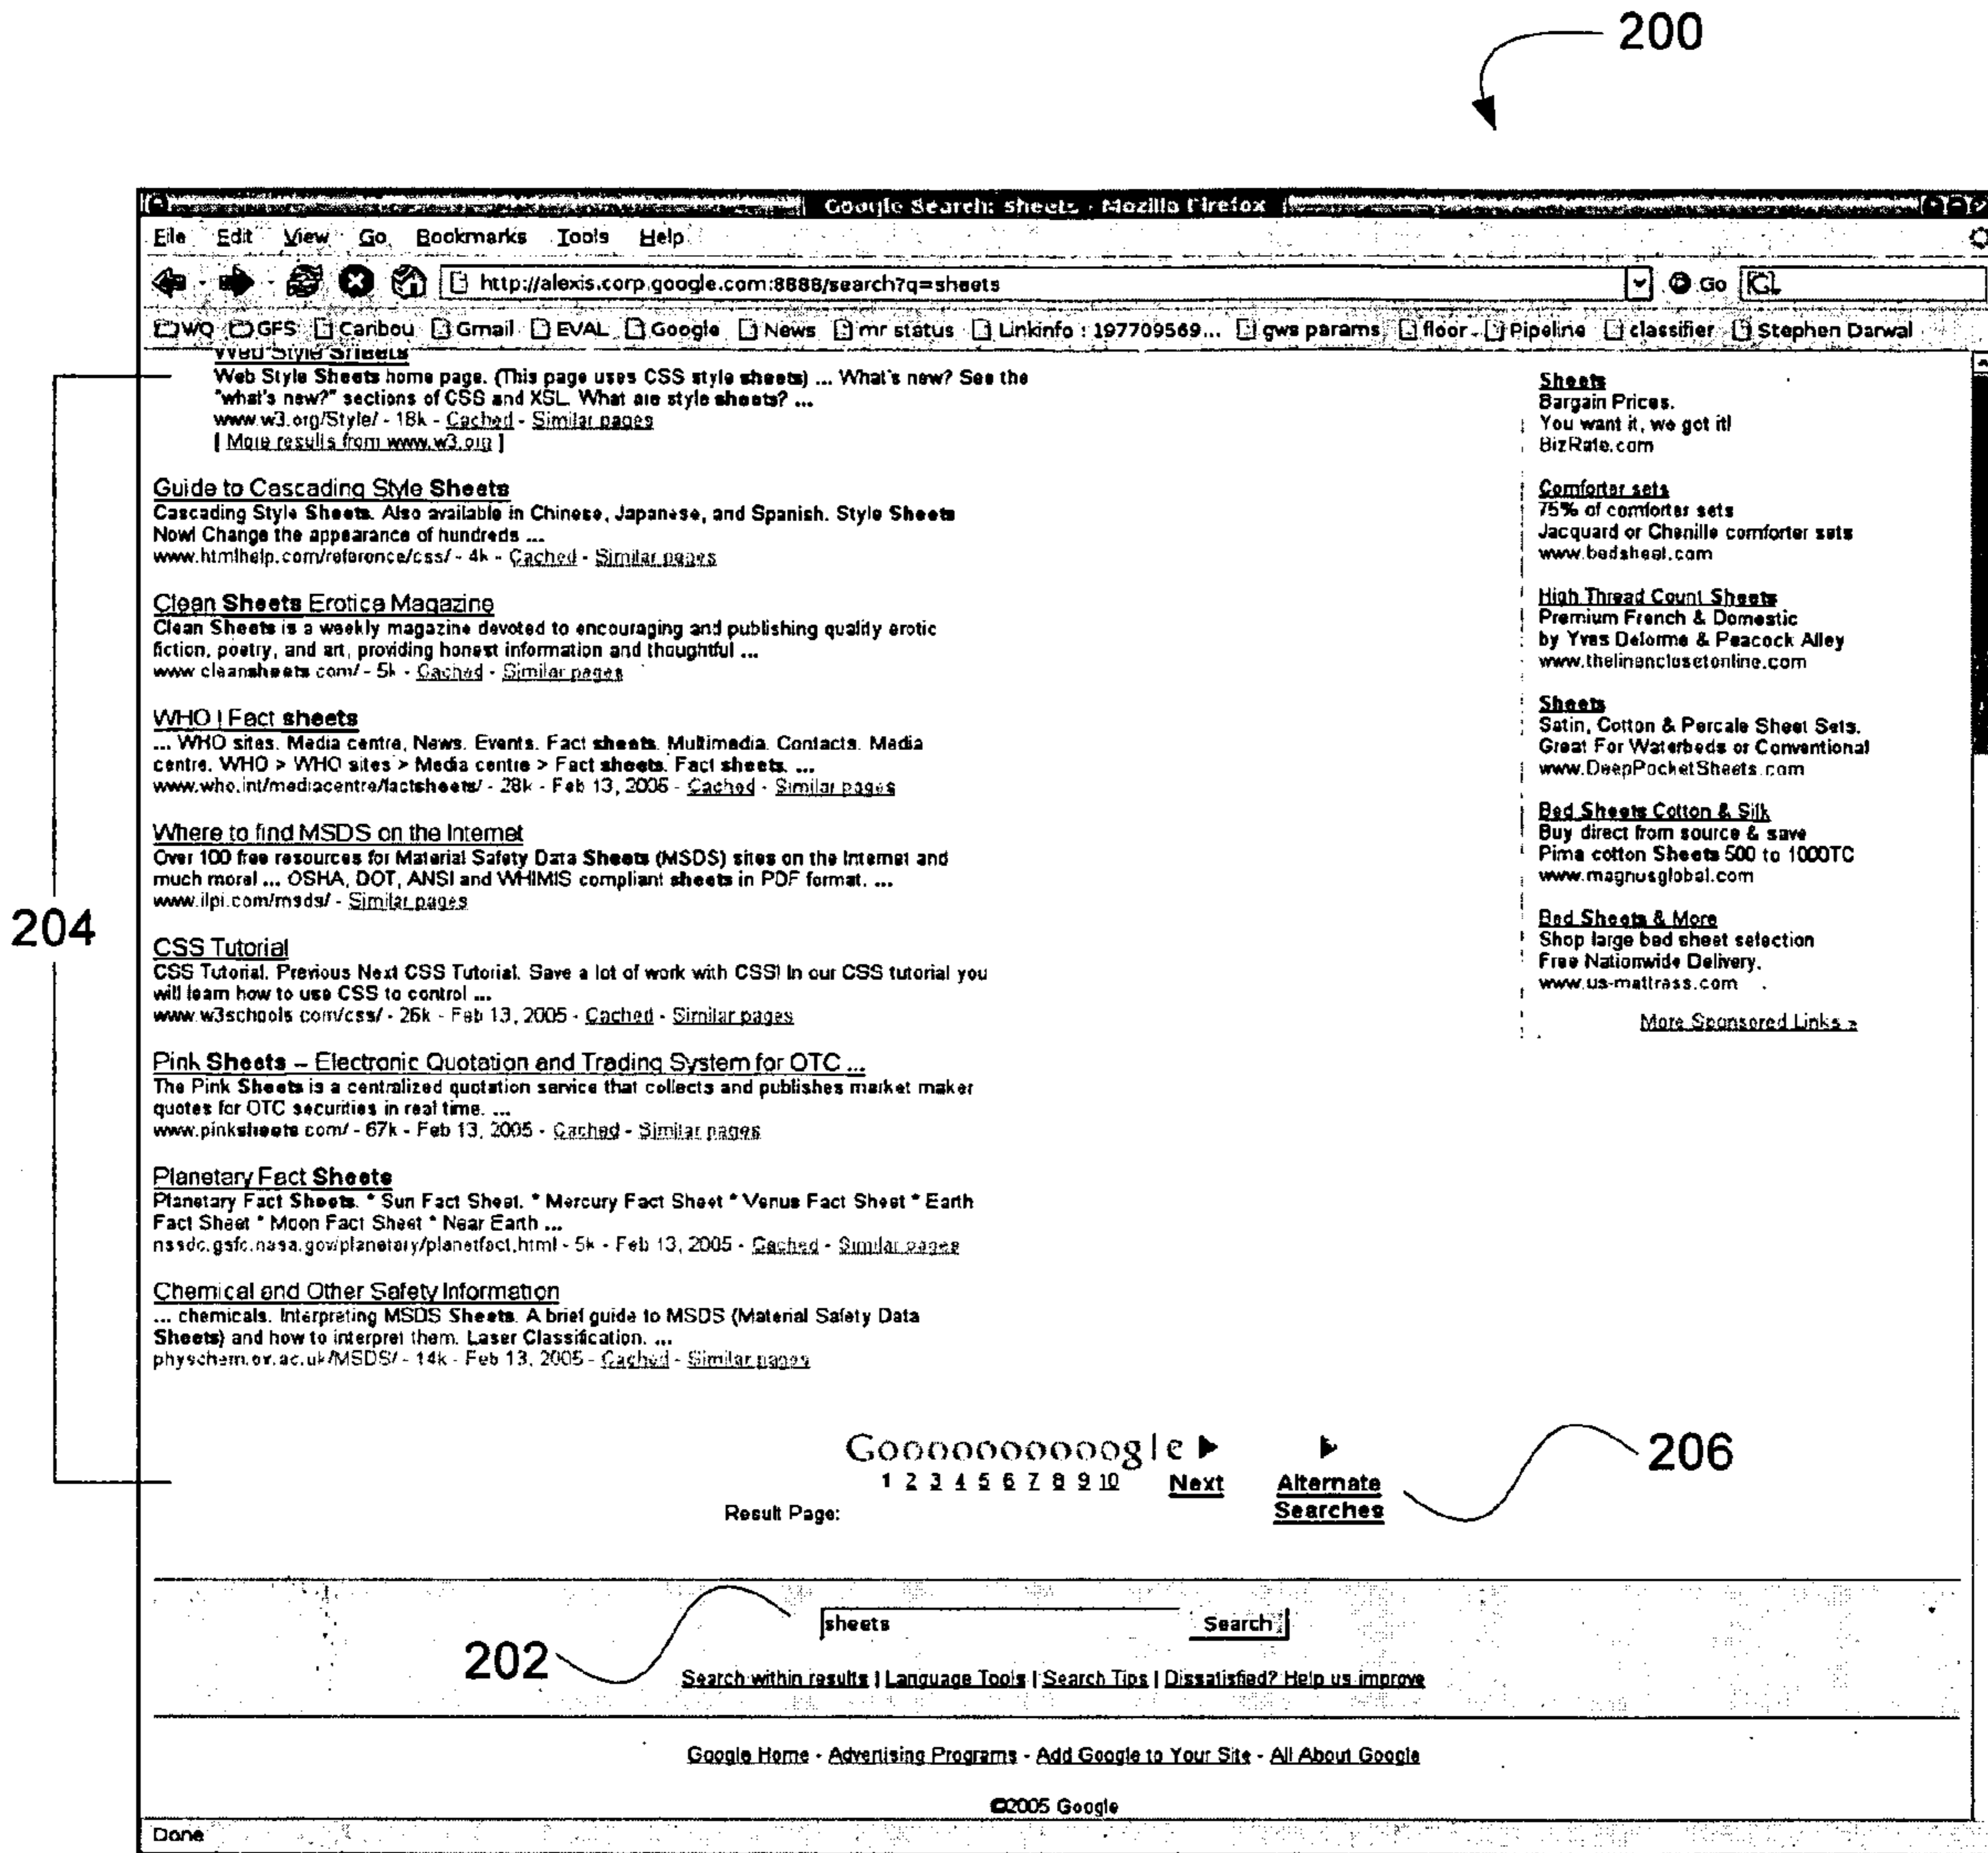 200
Google Search: sheets - Mozilla Firefox
File Edit View Go Bookmarks Tools Help
http://alexis.corp.google.com:8888/search?q=sheets
Go
WQ GFS Caribou Gmail EVAL Google News mr status Linkinfo : 197709569... gws params floor Pipeline classifier Stephen Darwal
Web Style Sheets
Web Style Sheets home page. (This page uses CSS style sheets) ... What's new? See the
"what's new?" sections of CSS and XSL. What are style sheets? ...
www.w3.org/Style/ - 18k - Cached - Similar pages
[ More results from www.w3.org ]
Guide to Cascading Style Sheets
Cascading Style Sheets. Also available in Chinese, Japanese, and Spanish. Style Sheets
Now! Change the appearance of hundreds ...
www.htmlhelp.com/reference/css/ - 4k - Cached - Similar pages
Clean Sheets Erotica Magazine
Clean Sheets is a weekly magazine devoted to encouraging and publishing quality erotic
fiction, poetry, and art, providing honest information and thoughtful ...
www.cleansheets.com/ - 5k - Cached - Similar pages
WHO | Fact sheets
... WHO sites. Media centre, News. Events. Fact sheets. Multimedia. Contacts. Media
centre. WHO > WHO sites > Media centre > Fact sheets. Fact sheets. ...
www.who.int/mediacentre/factsheets/ - 28k - Feb 13, 2005 - Cached - Similar pages
Where to find MSDS on the Internet
Over 100 free resources for Material Safety Data Sheets (MSDS) sites on the Internet and
much more! ... OSHA, DOT, ANSI and WHIMIS compliant sheets in PDF format. ...
www.ilpi.com/msds/ - Similar pages
204
CSS Tutorial
CSS Tutorial. Previous Next CSS Tutorial. Save a lot of work with CSS! In our CSS tutorial you
will learn how to use CSS to control ...
www.w3schools.com/css/ - 26k - Feb 13, 2005 - Cached - Similar pages
Pink Sheets – Electronic Quotation and Trading System for OTC ...
The Pink Sheets is a centralized quotation service that collects and publishes market maker
quotes for OTC securities in real time. ...
www.pinksheets.com/ - 67k - Feb 13, 2005 - Cached - Similar pages
Planetary Fact Sheets
Planetary Fact Sheets. * Sun Fact Sheet. * Mercury Fact Sheet * Venus Fact Sheet * Earth
Fact Sheet * Moon Fact Sheet * Near Earth ...
nssdc.gsfc.nasa.gov/planetary/planetfact.html - 5k - Feb 13, 2005 - Cached - Similar pages
Chemical and Other Safety Information
... chemicals. Interpreting MSDS Sheets. A brief guide to MSDS (Material Safety Data
Sheets) and how to interpret them. Laser Classification. ...
physchem.ox.ac.uk/MSDS/ - 14k - Feb 13, 2005 - Cached - Similar pages
Sheets
Bargain Prices.
You want it, we got it!
BizRate.com
Comforter sets
75% of comforter sets
Jacquard or Chenille comforter sets
www.bedsheet.com
High Thread Count Sheets
Premium French & Domestic
by Yves Delorme & Peacock Alley
www.thelinenclosetonline.com
Sheets
Satin, Cotton & Percale Sheet Sets.
Great For Waterbeds or Conventional
www.DeepPocketSheets.com
Bed Sheets Cotton & Silk
Buy direct from source & save
Pima cotton Sheets 500 to 1000TC
www.magnusglobal.com
Bed Sheets & More
Shop large bed sheet selection
Free Nationwide Delivery.
www.us-mattress.com
More Sponsored Links »
Goooooooooogle
1 2 3 4 5 6 7 8 9 10 Next Alternate
Searches
Result Page:
206
sheets Search
202
Search within results | Language Tools | Search Tips | Dissatisfied? Help us improve
Google Home - Advertising Programs - Add Google to Your Site - All About Google
©2005 Google
Done